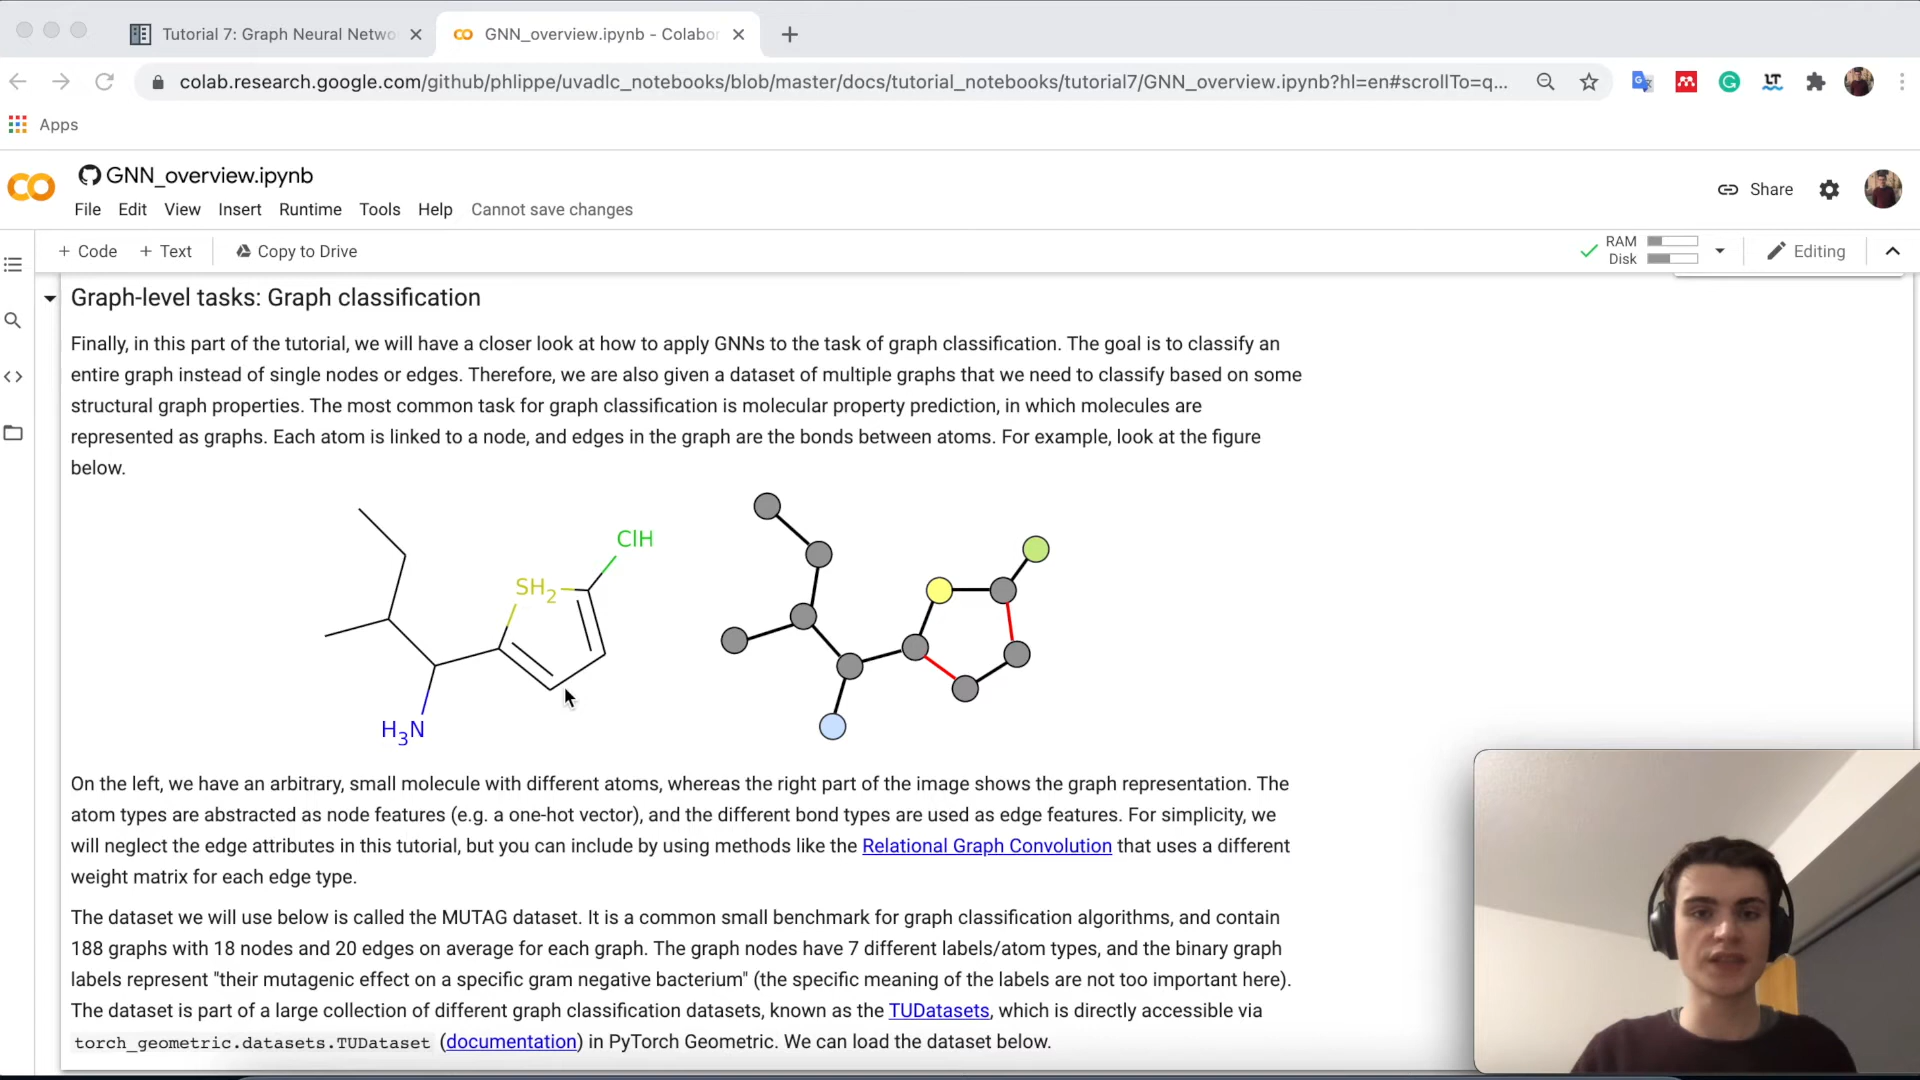 Tutorial 7: Graph Neural Netwo
GNN_overview.ipynb - Colabor
colab.research.google.com/github/phlippe/uvadlc_notebooks/blob/master/docs/tutorial_notebooks/tutorial7/GNN_overview.ipynb?hl=en#scrollTo=q...
Apps
GNN_overview.ipynb
File Edit View Insert Runtime Tools Help Cannot save changes
Share
+ Code + Text Copy to Drive
RAM
Disk
Editing
Graph-level tasks: Graph classification
Finally, in this part of the tutorial, we will have a closer look at how to apply GNNs to the task of graph classification. The goal is to classify an
entire graph instead of single nodes or edges. Therefore, we are also given a dataset of multiple graphs that we need to classify based on some
structural graph properties. The most common task for graph classification is molecular property prediction, in which molecules are
represented as graphs. Each atom is linked to a node, and edges in the graph are the bonds between atoms. For example, look at the figure
below.
ClH
SH2
H3N
On the left, we have an arbitrary, small molecule with different atoms, whereas the right part of the image shows the graph representation. The
atom types are abstracted as node features (e.g. a one-hot vector), and the different bond types are used as edge features. For simplicity, we
will neglect the edge attributes in this tutorial, but you can include by using methods like the Relational Graph Convolution that uses a different
weight matrix for each edge type.
The dataset we will use below is called the MUTAG dataset. It is a common small benchmark for graph classification algorithms, and contain
188 graphs with 18 nodes and 20 edges on average for each graph. The graph nodes have 7 different labels/atom types, and the binary graph
labels represent "their mutagenic effect on a specific gram negative bacterium" (the specific meaning of the labels are not too important here).
The dataset is part of a large collection of different graph classification datasets, known as the TUDatasets, which is directly accessible via
torch_geometric.datasets.TUDataset (documentation) in PyTorch Geometric. We can load the dataset below.